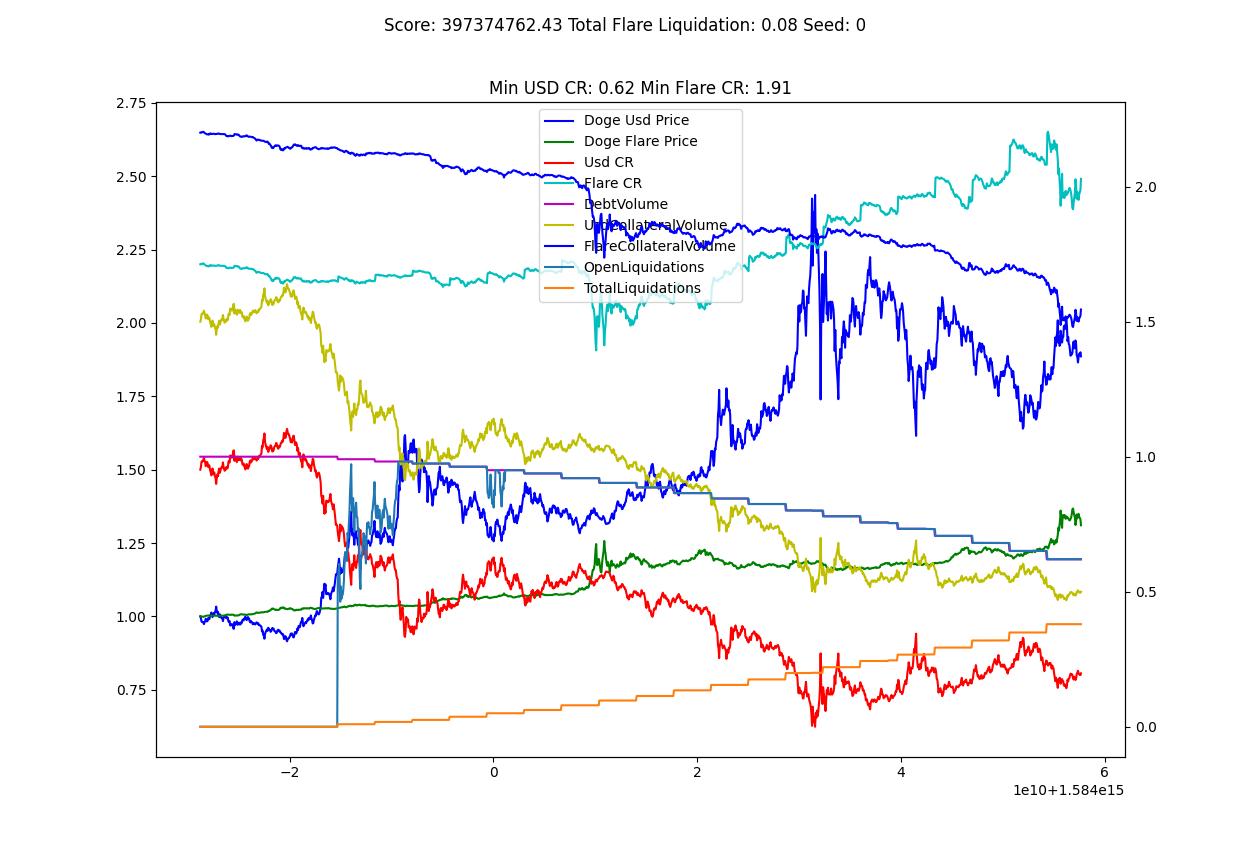 Score: 397374762.43 Total Flare Liquidation: 0.08 Seed: 0
Min USD CR: 0.62 Min Flare CR: 1.91
2.75
2.50
2.25
2.00
1.75
1.50
1.25
1.00
0.75
Doge Usd Price
Doge Flare Price
Usd CR
Flare CR
DebtVolume
UsdCollateralVolume
FlareCollateralVolume
OpenLiquidations
TotalLiquidations
2.0
1.5
1.0
0.5
0.0
−2 0 2 4 6
1e10+1.584e15